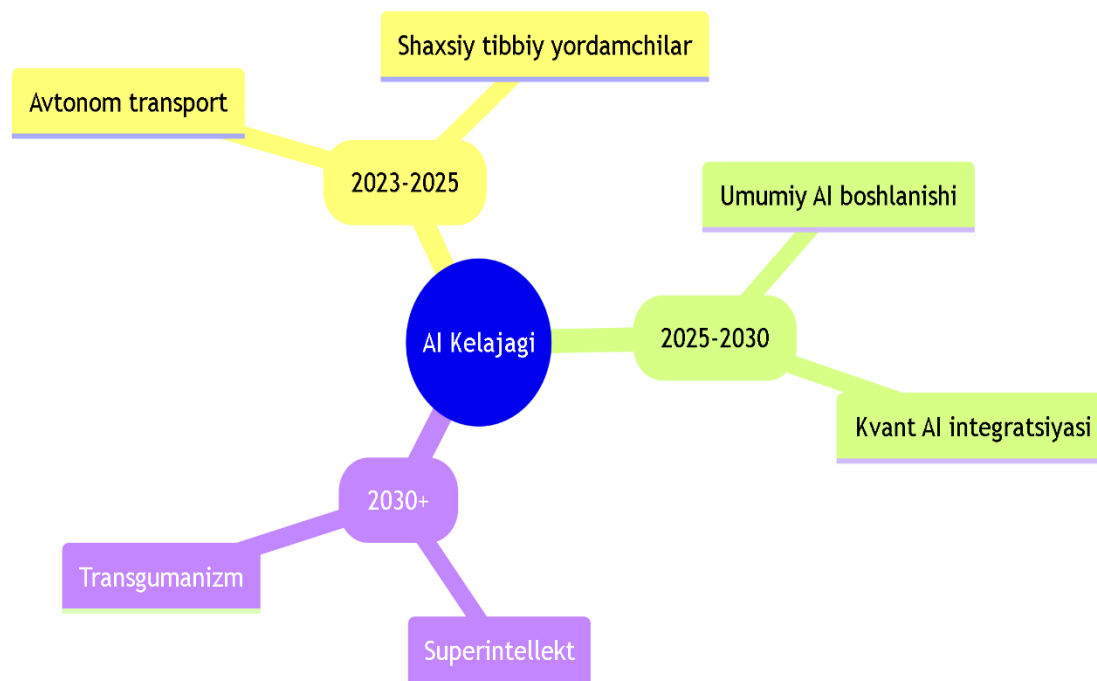 Shaxsiy tibbiy yordamchilar
Avtonom transport
2023-2025
Umumiy AI boshlanishi
2025-2030
AI Kelajagi
Kvant AI integratsiyasi
2030+
Transgumanizm
Superintellekt